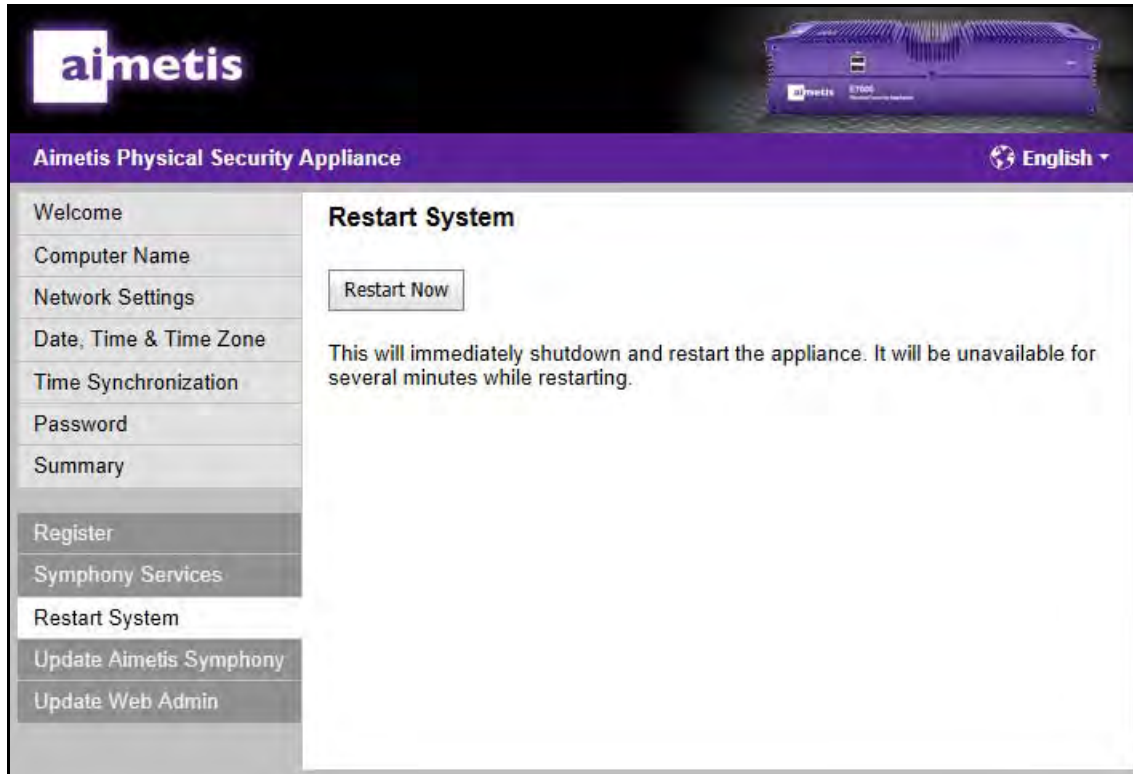 aimetis
aimetis E7000
Aimetis Physical Security Appliance
English
Welcome
Computer Name
Network Settings
Date, Time & Time Zone
Time Synchronization
Password
Summary
Register
Symphony Services
Restart System
Update Aimetis Symphony
Update Web Admin
Restart System
Restart Now
This will immediately shutdown and restart the appliance. It will be unavailable for
several minutes while restarting.